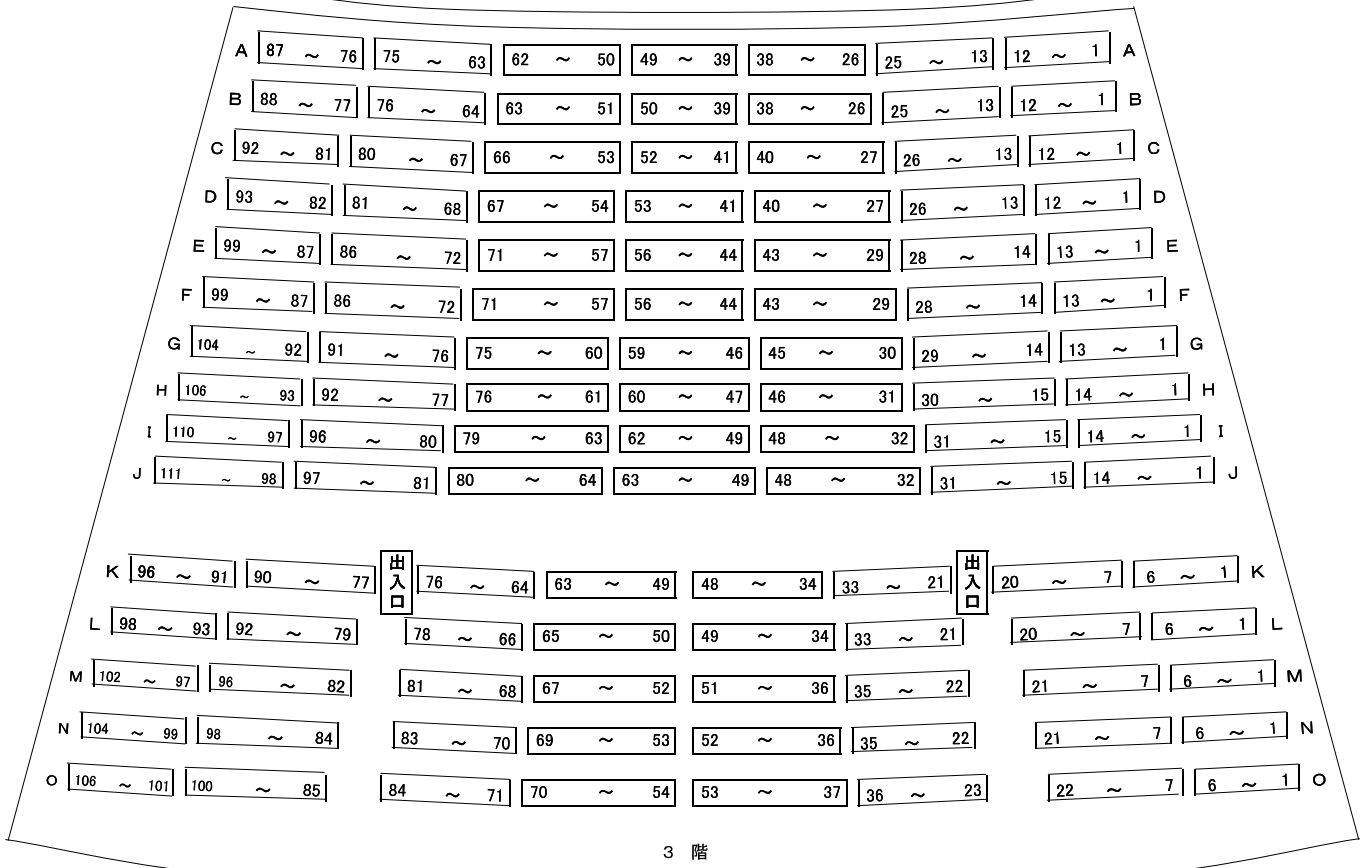 A 87 ～ 76 75 ～ 63 62 ～ 50 49 ～ 39 38 ～ 26 25 ～ 13 12 ～ 1 A
B 88 ～ 77 76 ～ 64 63 ～ 51 50 ～ 39 38 ～ 26 25 ～ 13 12 ～ 1 B
C 92 ～ 81 80 ～ 67 66 ～ 53 52 ～ 41 40 ～ 27 26 ～ 13 12 ～ 1 C
D 93 ～ 82 81 ～ 68 67 ～ 54 53 ～ 41 40 ～ 27 26 ～ 13 12 ～ 1 D
E 99 ～ 87 86 ～ 72 71 ～ 57 56 ～ 44 43 ～ 29 28 ～ 14 13 ～ 1 E
F 99 ～ 87 86 ～ 72 71 ～ 57 56 ～ 44 43 ～ 29 28 ～ 14 13 ～ 1 F
G 104 ～ 92 91 ～ 76 75 ～ 60 59 ～ 46 45 ～ 30 29 ～ 14 13 ～ 1 G
H 106 ～ 93 92 ～ 77 76 ～ 61 60 ～ 47 46 ～ 31 30 ～ 15 14 ～ 1 H
I 110 ～ 97 96 ～ 80 79 ～ 63 62 ～ 49 48 ～ 32 31 ～ 15 14 ～ 1 I
J 111 ～ 98 97 ～ 81 80 ～ 64 63 ～ 49 48 ～ 32 31 ～ 15 14 ～ 1 J
K 96 ～ 91 90 ～ 77 出入口 76 ～ 64 63 ～ 49 48 ～ 34 33 ～ 21 出入口 20 ～ 7 6 ～ 1 K
L 98 ～ 93 92 ～ 79 78 ～ 66 65 ～ 50 49 ～ 34 33 ～ 21 20 ～ 7 6 ～ 1 L
M 102 ～ 97 96 ～ 82 81 ～ 68 67 ～ 52 51 ～ 36 35 ～ 22 21 ～ 7 6 ～ 1 M
N 104 ～ 99 98 ～ 84 83 ～ 70 69 ～ 53 52 ～ 36 35 ～ 22 21 ～ 7 6 ～ 1 N
O 106 ～ 101 100 ～ 85 84 ～ 71 70 ～ 54 53 ～ 37 36 ～ 23 22 ～ 7 6 ～ 1 O
3 階